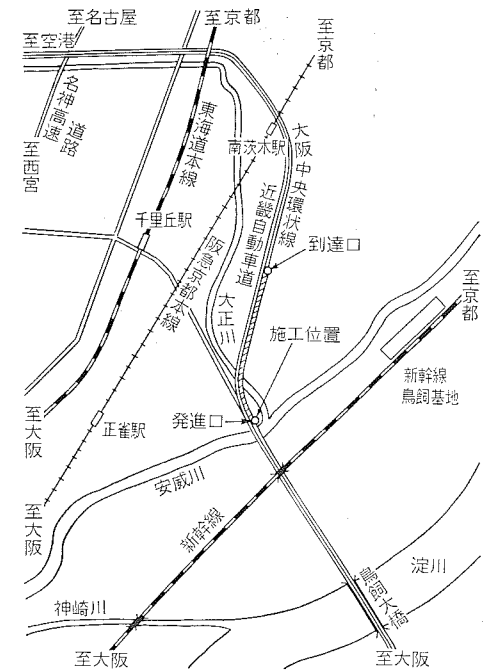 至名古屋
至京都
至京都
至空港
名神高速
道路
至西宮
東海道本線
南茨木駅
大阪中央環状線
近畿自動車道
千里丘駅
到達口
阪急京都本線
大正川
至京都
施工位置
新幹線
鳥飼基地
至大阪
正雀駅
発進口
安威川
至大阪
新幹線
淀川
鳥飼大橋
神崎川
至大阪
至大阪